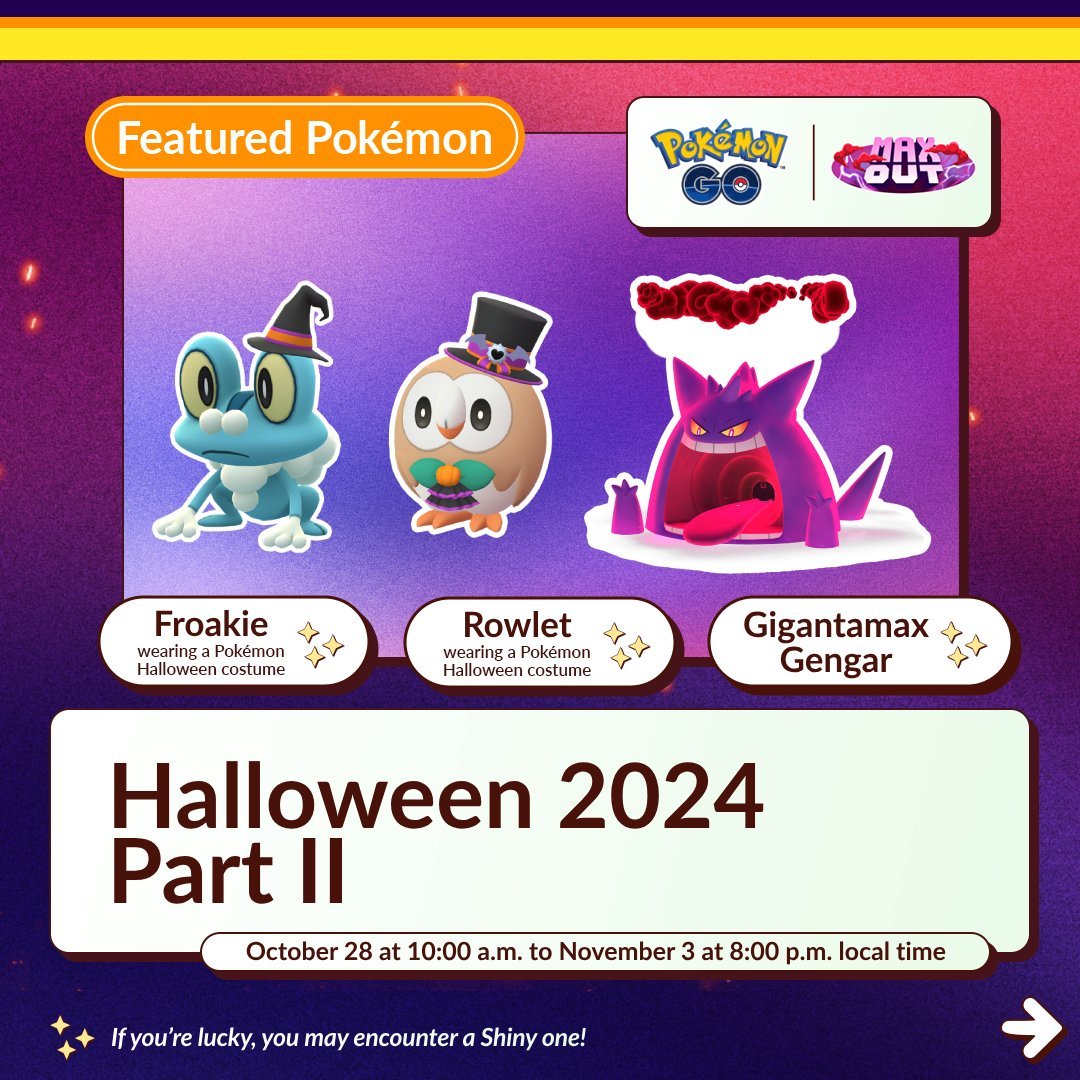 Featured Pokémon
POKÉMON
GO
MAX
OUT
Froakie
wearing a Pokémon
Halloween costume
Rowlet
wearing a Pokémon
Halloween costume
Gigantamax
Gengar
Halloween 2024
Part II
October 28 at 10:00 a.m. to November 3 at 8:00 p.m. local time
If you’re lucky, you may encounter a Shiny one!